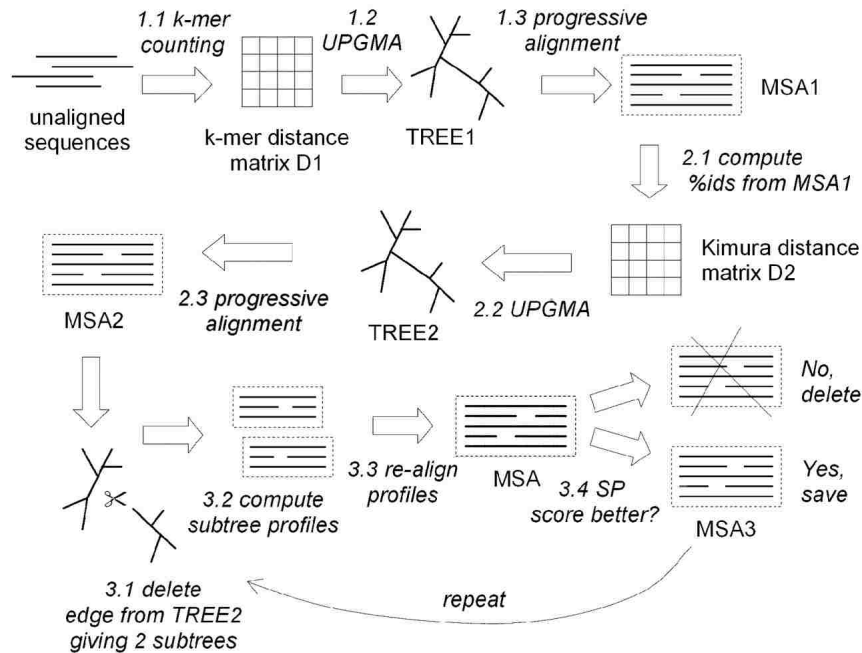 1.1 k-mer
counting
1.2
UPGMA
1.3 progressive
alignment
unaligned
sequences
k-mer distance
matrix D1
TREE1
MSA1
2.1 compute
%ids from MSA1
Kimura distance
matrix D2
2.2 UPGMA
TREE2
2.3 progressive
alignment
MSA2
3.1 delete
edge from TREE2
giving 2 subtrees
3.2 compute
subtree profiles
3.3 re-align
profiles
MSA
3.4 SP
score better?
No,
delete
Yes,
save
MSA3
repeat